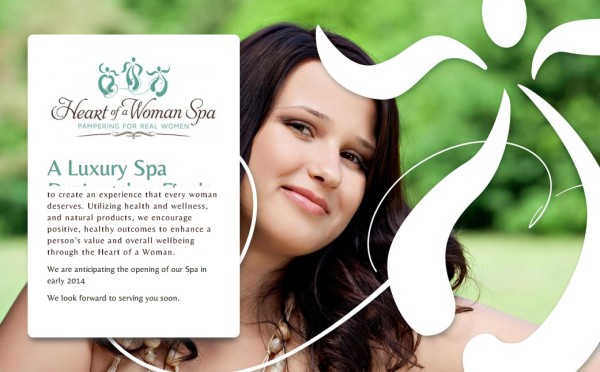 Heart of a Woman Spa
PAMPERING FOR REAL WOMEN
A Luxury Spa
to create an experience that every woman
deserves. Utilizing health and wellness,
and natural products, we encourage
positive, healthy outcomes to enhance a
person's value and overall wellbeing
through the Heart of a Woman.
We are anticipating the opening of our Spa in
early 2014
We look forward to serving you soon.